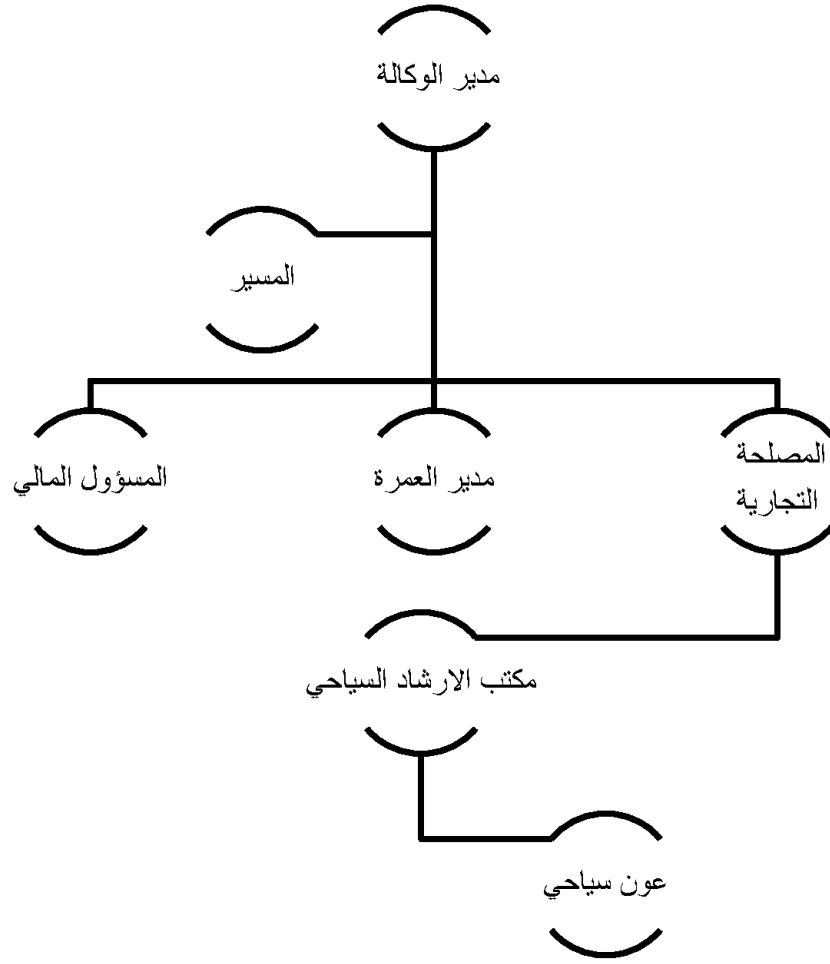 مدير الوكالة
المسير
المصلحة
التجارية
مدير العمرة
المسؤول المالي
مكتب الارشاد السياحي
عون سياحي